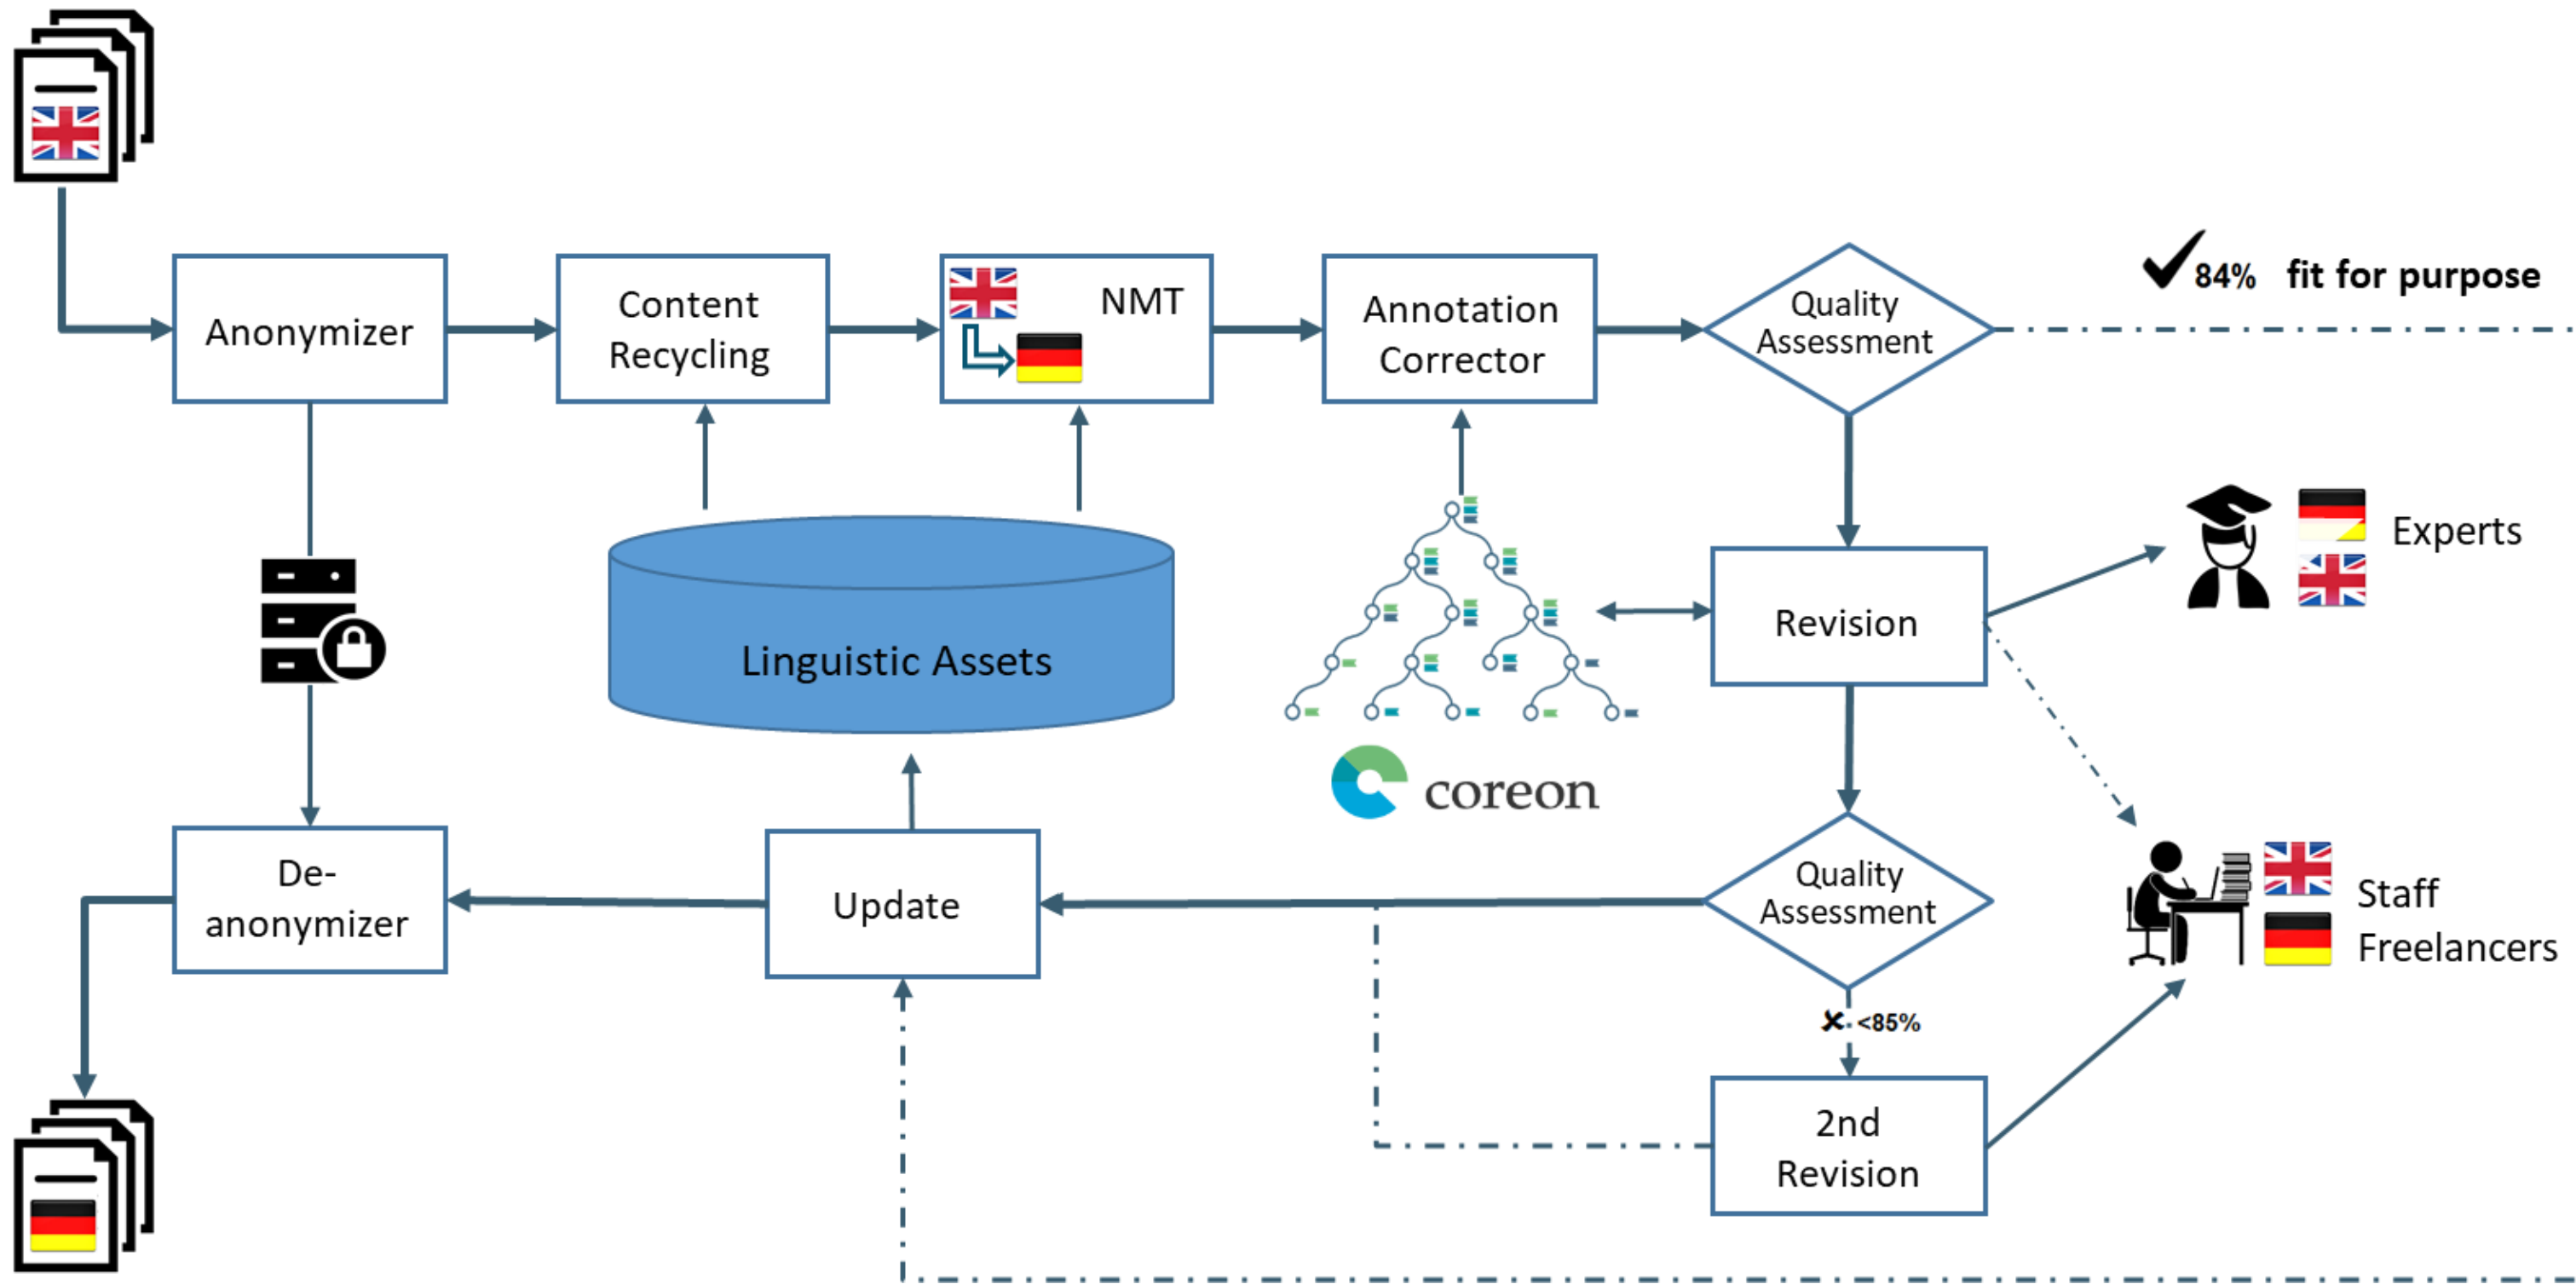 84% fit for purpose
Anonymizer
Content
Recycling
NMT
Annotation
Corrector
Quality
Assessment
Experts
Revision
Linguistic Assets
coreon
De-
anonymizer
Update
Quality
Assessment
Staff
Freelancers
<85%
2nd
Revision